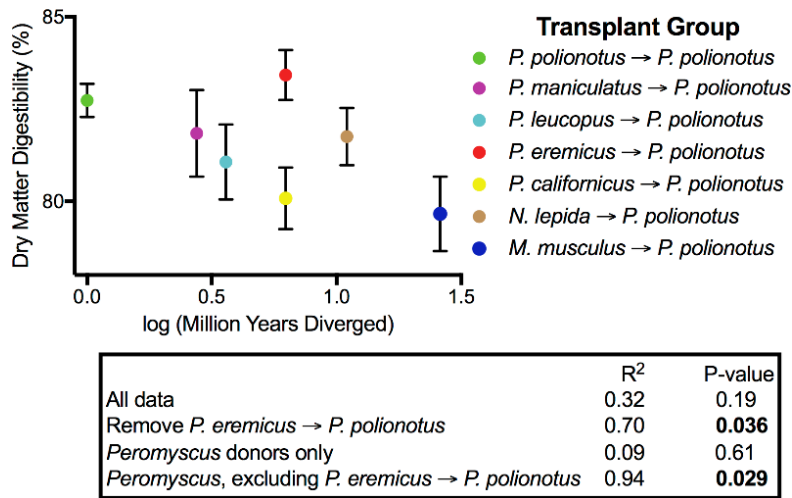 85
80
Dry Matter Digestibility (%)
0.0 0.5 1.0 1.5
log (Million Years Diverged)
Transplant Group
P. polionotus → P. polionotus
P. maniculatus → P. polionotus
P. leucopus → P. polionotus
P. eremicus → P. polionotus
P. californicus → P. polionotus
N. lepida → P. polionotus
M. musculus → P. polionotus
R² P-value
All data 0.32 0.19
Remove P. eremicus → P. polionotus 0.70 0.036
Peromyscus donors only 0.09 0.61
Peromyscus, excluding P. eremicus → P. polionotus 0.94 0.029